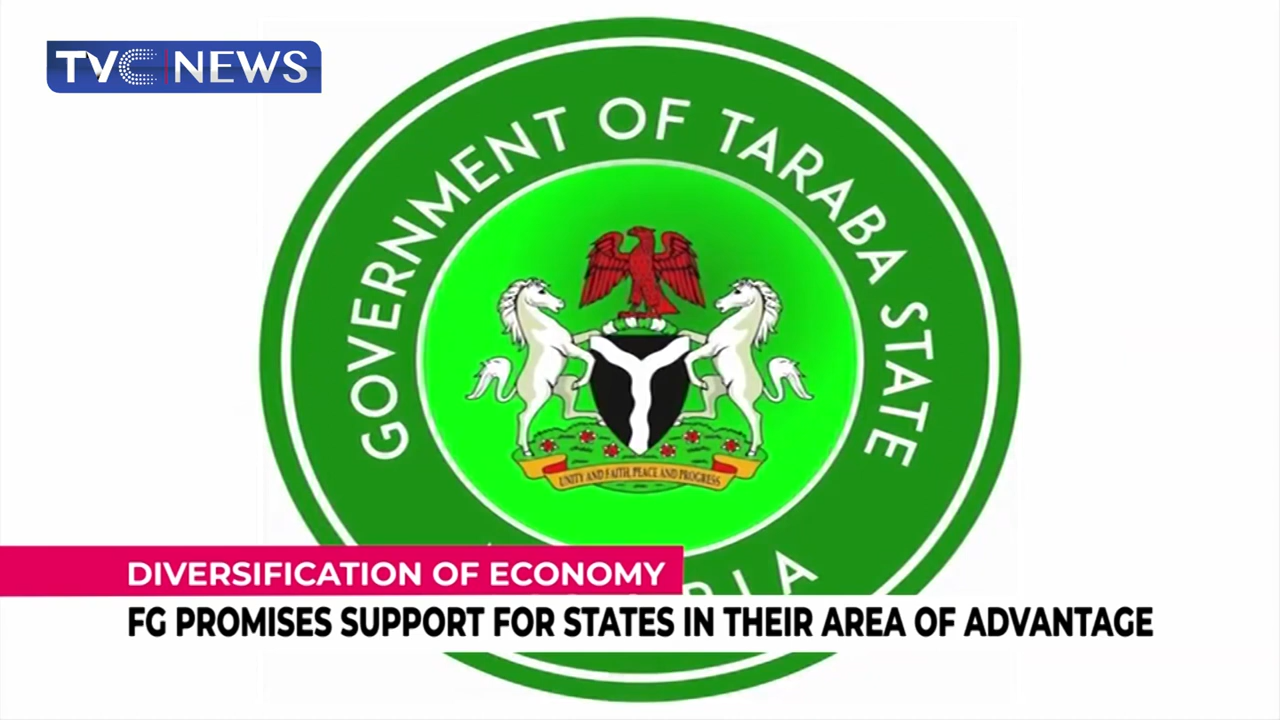 TVC NEWS
GOVERNMENT OF TARABA STATE
UNITY AND FAITH, PEACE AND PROGRESS
DIVERSIFICATION OF ECONOMY
FG PROMISES SUPPORT FOR STATES IN THEIR AREA OF ADVANTAGE